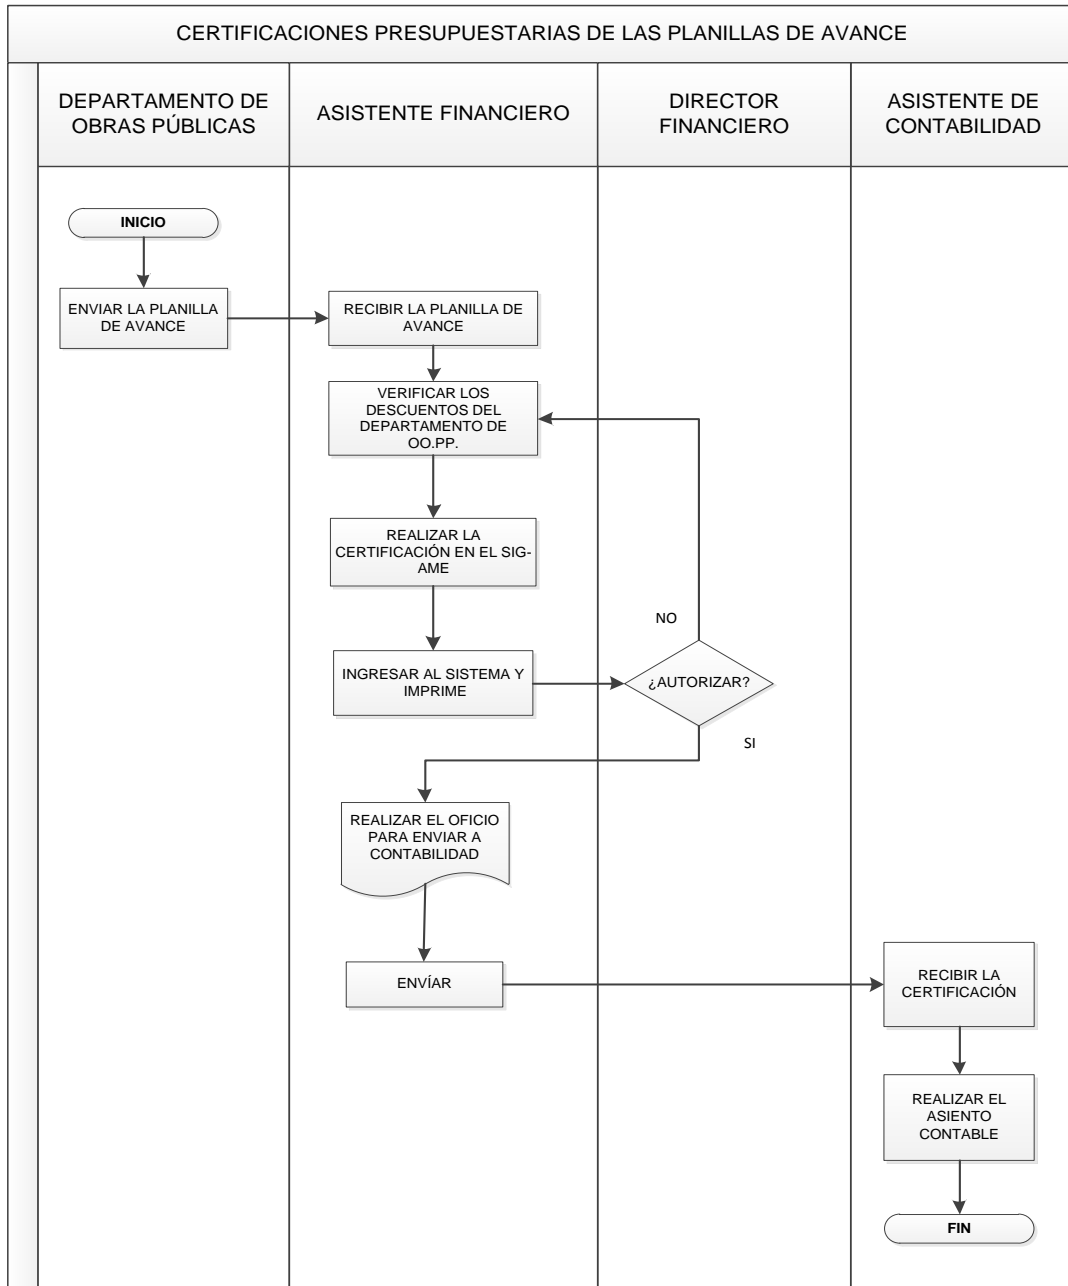 CERTIFICACIONES PRESUPUESTARIAS DE LAS PLANILLAS DE AVANCE
DEPARTAMENTO DE
OBRAS PÚBLICAS
ASISTENTE FINANCIERO
DIRECTOR
FINANCIERO
ASISTENTE DE
CONTABILIDAD
INICIO
ENVIAR LA PLANILLA
DE AVANCE
RECIBIR LA PLANILLA DE
AVANCE
VERIFICAR LOS
DESCUENTOS DEL
DEPARTAMENTO DE
OO.PP.
REALIZAR LA
CERTIFICACIÓN EN EL SIG-
AME
INGRESAR AL SISTEMA Y
IMPRIME
NO
¿AUTORIZAR?
SI
REALIZAR EL OFICIO
PARA ENVIAR A
CONTABILIDAD
ENVÍAR
RECIBIR LA
CERTIFICACIÓN
REALIZAR EL
ASIENTO
CONTABLE
FIN